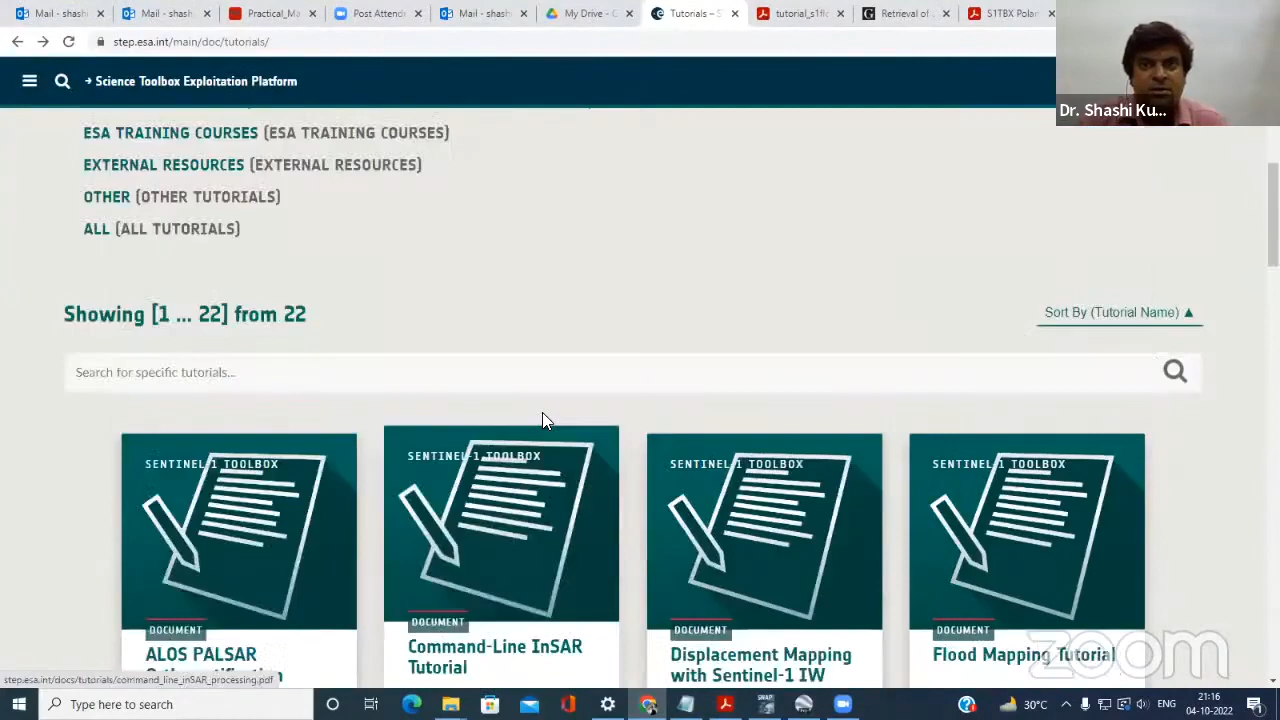 Mail - shash
Mail - shash
Practical_Ma
Post Attende
Mail - shash
My Drive - G
Tutorials – S
tutorial_s1flo
Retrieval of
S1TBX Polar
step.esa.int/main/doc/tutorials/
Science Toolbox Exploitation Platform
Dr. Shashi Ku...
ESA TRAINING COURSES (ESA TRAINING COURSES)
EXTERNAL RESOURCES (EXTERNAL RESOURCES)
OTHER (OTHER TUTORIALS)
ALL (ALL TUTORIALS)
Showing [1 ... 22] from 22
Sort By (Tutorial Name) ▲
Search for specific tutorials...
SENTINEL-1 TOOLBOX
SENTINEL-1 TOOLBOX
SENTINEL-1 TOOLBOX
SENTINEL-1 TOOLBOX
DOCUMENT
ALOS PALSAR
DOCUMENT
Command-Line InSAR
Tutorial
DOCUMENT
Displacement Mapping
with Sentinel-1 IW
DOCUMENT
Flood Mapping Tutorial
zoom
step.esa.int/docs/tutorials/command_line_inSAR_processing.pdf
Type here to search
SNAP
30°C
ENG
21:16
04-10-2022